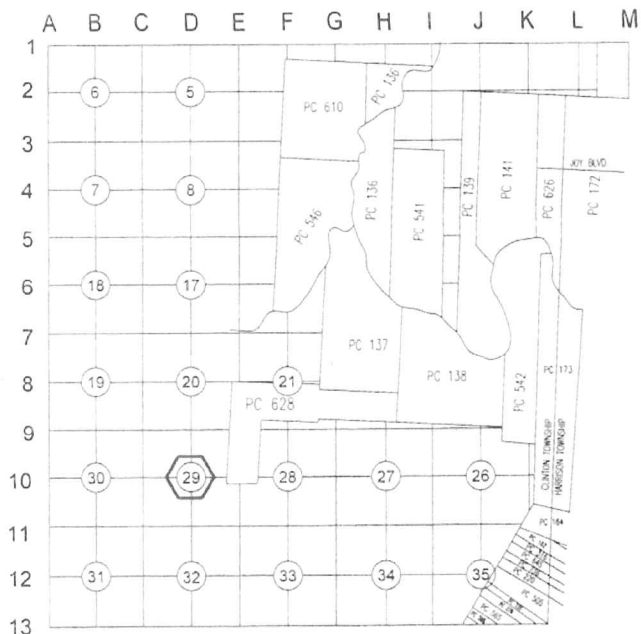 A B C D E F G H I J K L M
1
2
3
4
5
6
7
8
9
10
11
12
13
6
5
7
8
18
17
19
20
21
30
29
28
27
26
31
32
33
34
35
PC 610
PC 136
PC 546
PC 136
PC 541
PC 139
PC 141
PC 626
JOY BLVD
PC 172
PC 137
PC 138
PC 542
PC 173
PC 628
CLINTON TOWNSHIP
HARRISON TOWNSHIP
PC 164
PC 505
PC 565